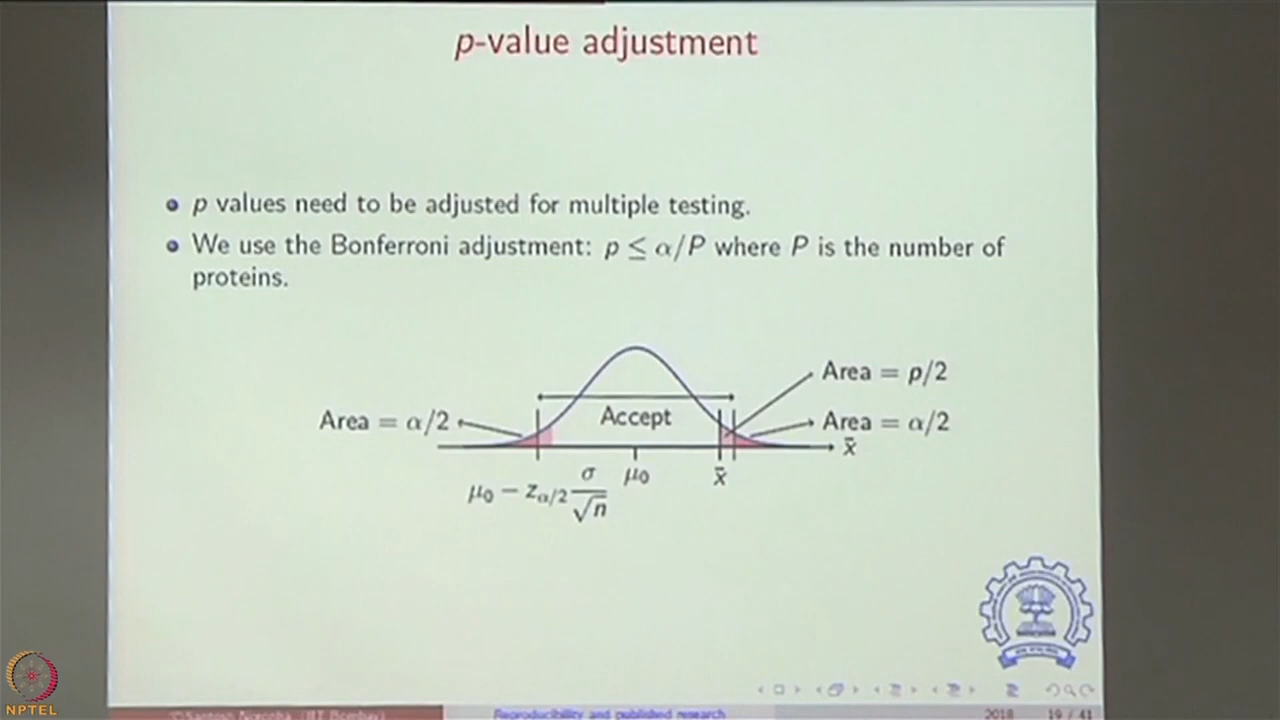 p-value adjustment
p values need to be adjusted for multiple testing.
We use the Bonferroni adjustment: p ≤ α/P where P is the number of
proteins.
Area = p/2
Area = α/2
Accept
Area = α/2
x̄
μ₀ − z_{α/2} σ/√n
μ₀
x̄
NPTEL
Reproducibility and published research
2018
19 / 41